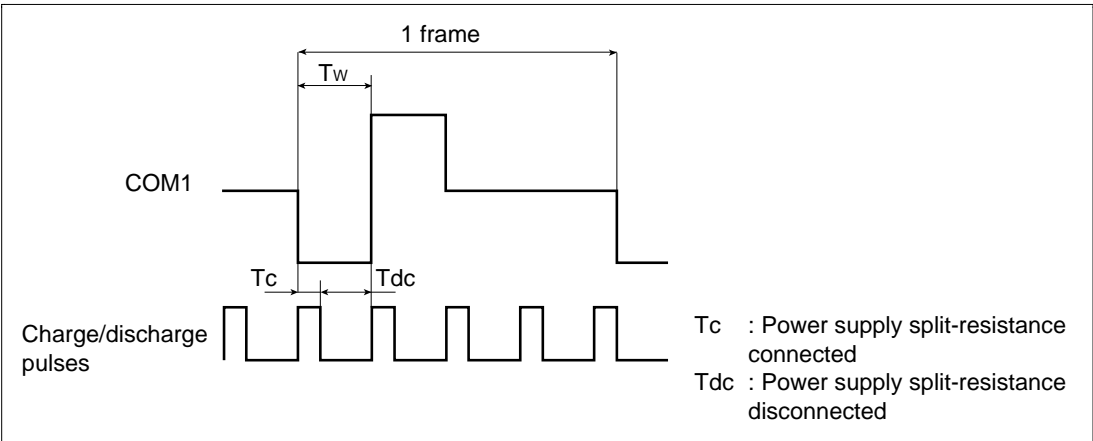 1 frame
Tw
COM1
Tc
Tdc
Charge/discharge
pulses
Tc : Power supply split-resistance
connected
Tdc : Power supply split-resistance
disconnected